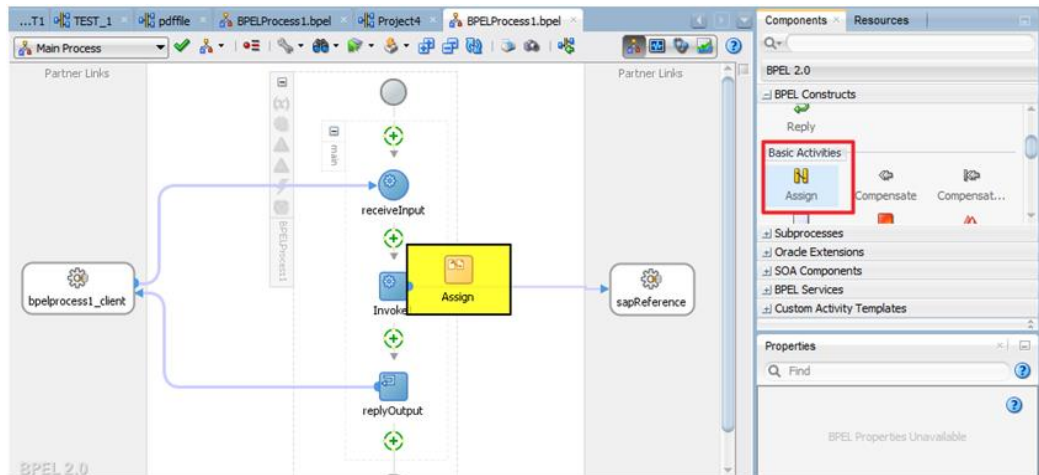 ...T1
TEST_1
pdffile
BPELProcess1.bpel
Project4
BPELProcess1.bpel
Components
Resources
Main Process
BPEL 2.0
Partner Links
Partner Links
BPEL Constructs
(x)
Reply
main
Basic Activities
Assign
Compensate
Compensat...
receiveInput
BPELProcess1
Subprocesses
Oracle Extensions
SOA Components
BPEL Services
Custom Activity Templates
bpelprocess1_client
Assign
sapReference
Properties
Find
replyOutput
BPEL Properties Unavailable
BPEL 2.0